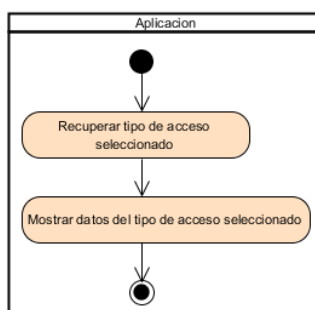 Aplicacion
Recuperar tipo de acceso
seleccionado
Mostrar datos del tipo de acceso seleccionado